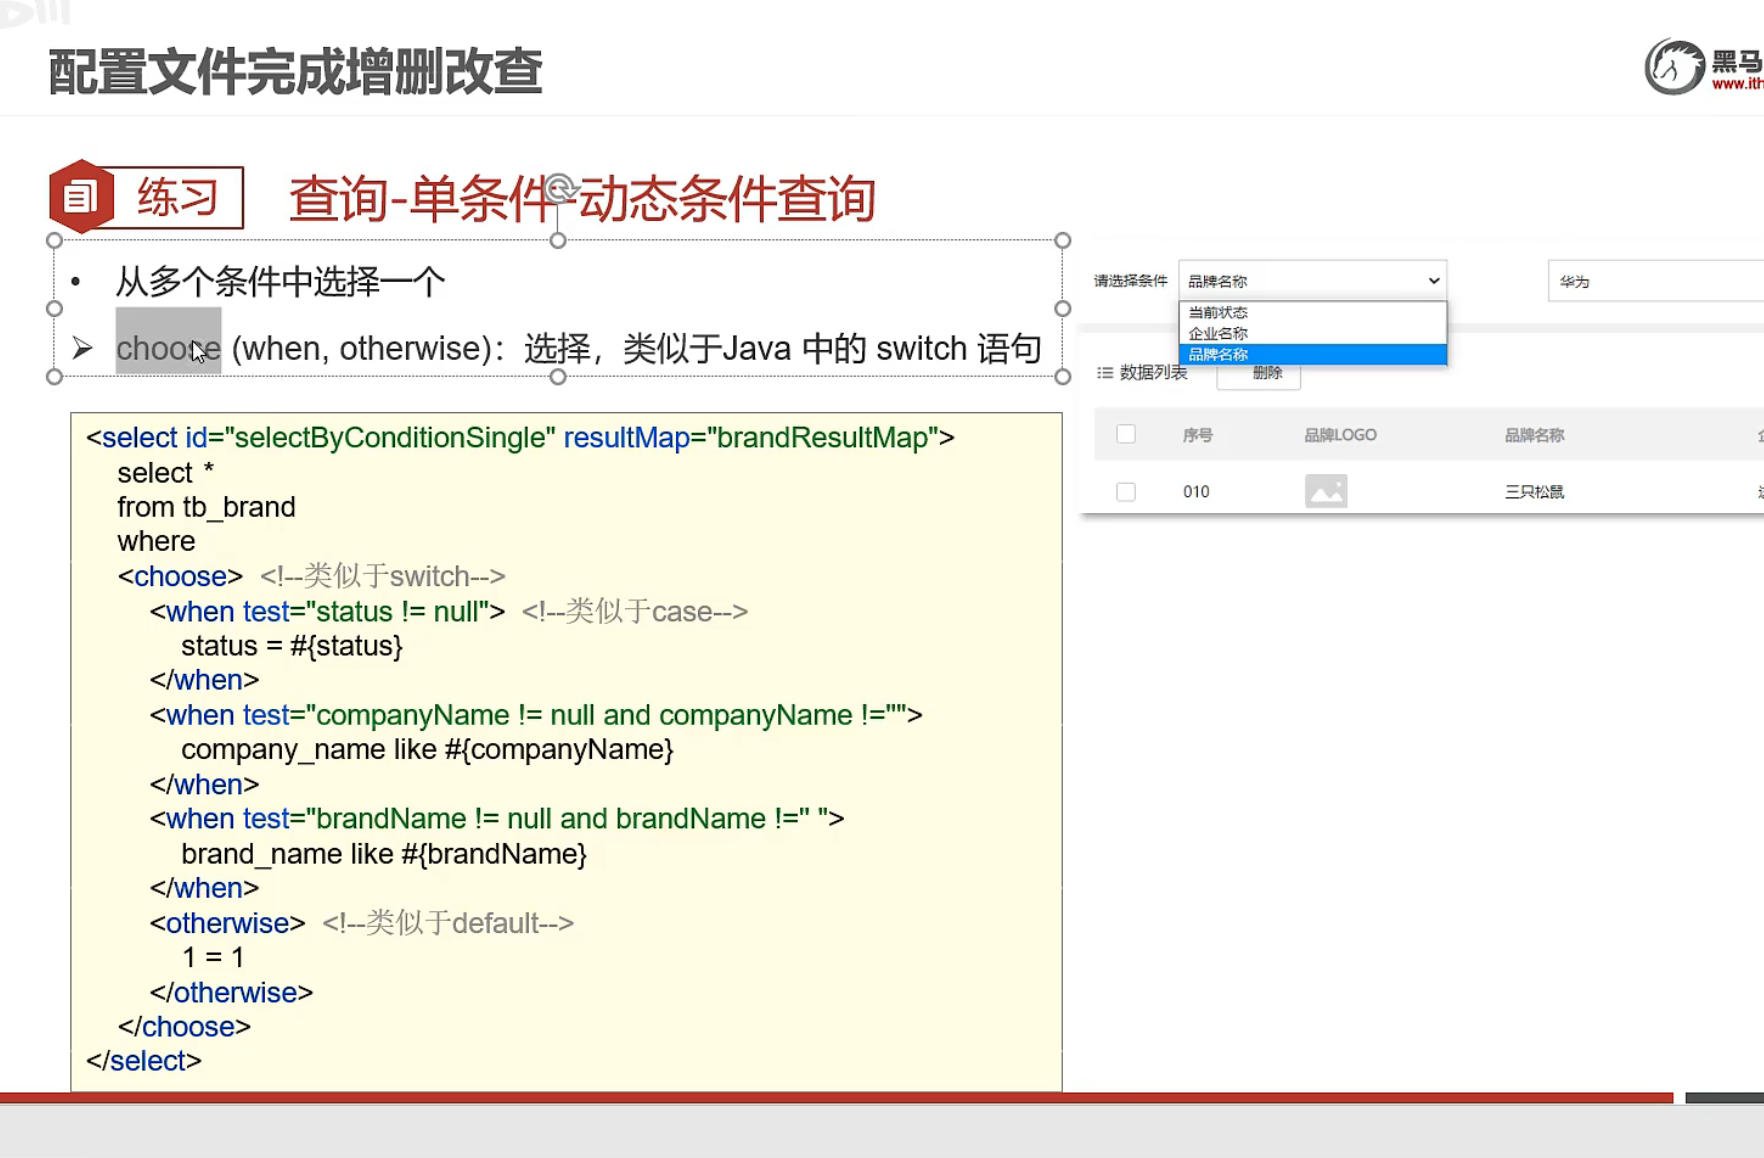 配置文件完成增删改查
黑马
www.ith
练习
查询-单条件-动态条件查询
• 从多个条件中选择一个
➢ choose (when, otherwise)：选择，类似于Java 中的 switch 语句
<select id="selectByConditionSingle" resultMap="brandResultMap">
select *
from tb_brand
where
<choose> <!--类似于switch-->
<when test="status != null"> <!--类似于case-->
status = #{status}
</when>
<when test="companyName != null and companyName !="">
company_name like #{companyName}
</when>
<when test="brandName != null and brandName !=" ">
brand_name like #{brandName}
</when>
<otherwise> <!--类似于default-->
1 = 1
</otherwise>
</choose>
</select>
请选择条件 品牌名称 华为
当前状态
企业名称
品牌名称
数据列表 删除
序号 品牌LOGO 品牌名称
010 三只松鼠